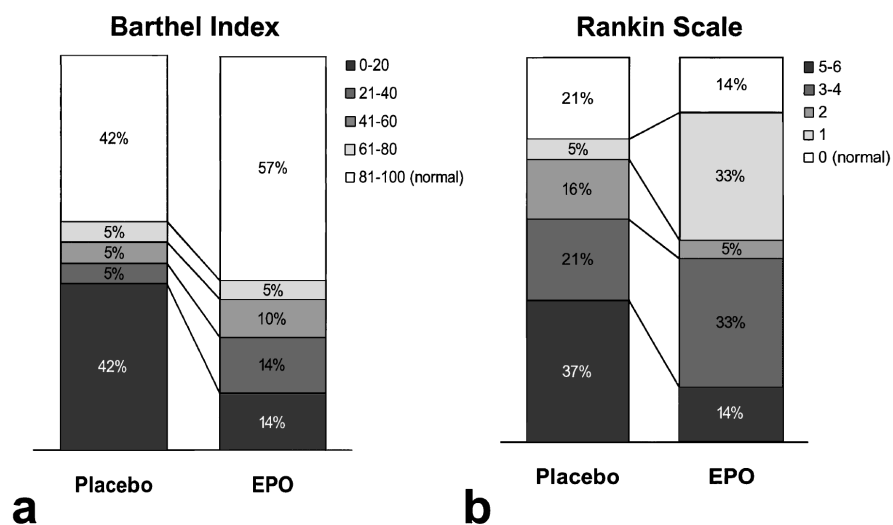 Barthel Index
42%
5%
5%
5%
42%
57%
5%
10%
14%
14%
0-20
21-40
41-60
61-80
81-100 (normal)
Placebo
EPO
a
Rankin Scale
21%
5%
16%
21%
37%
14%
33%
5%
33%
14%
5-6
3-4
2
1
0 (normal)
Placebo
EPO
b